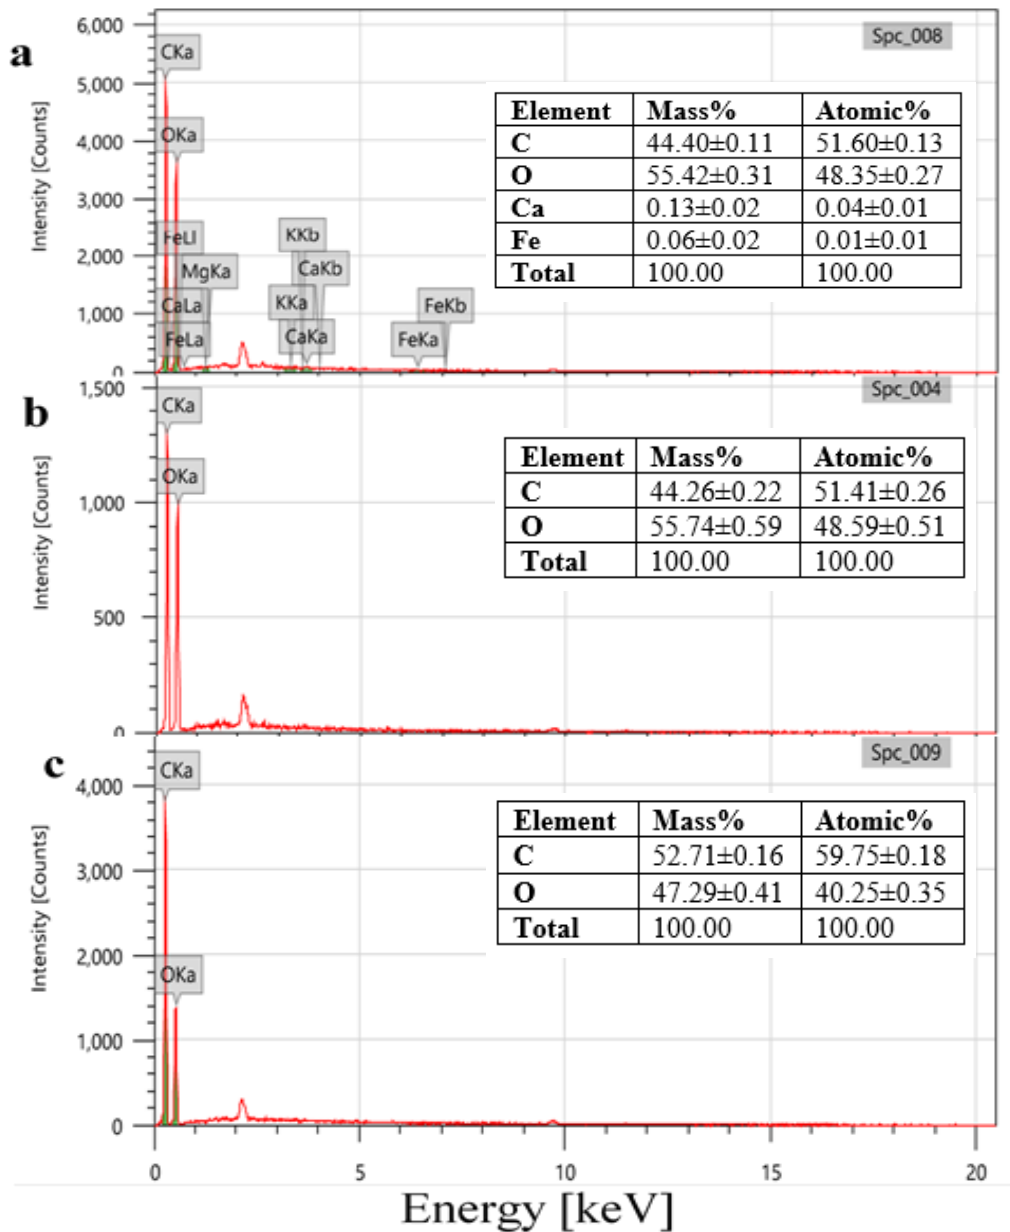 a
Spc_008
Intensity [Counts]
6,000
5,000
4,000
3,000
2,000
1,000
0
CKa
OKa
FeLl
MgKa
CaLa
FeLa
KKb
CaKb
KKa
CaKa
FeKb
FeKa
Element Mass% Atomic%
C 44.40±0.11 51.60±0.13
O 55.42±0.31 48.35±0.27
Ca 0.13±0.02 0.04±0.01
Fe 0.06±0.02 0.01±0.01
Total 100.00 100.00
b
Spc_004
Intensity [Counts]
1,500
1,000
500
0
CKa
OKa
Element Mass% Atomic%
C 44.26±0.22 51.41±0.26
O 55.74±0.59 48.59±0.51
Total 100.00 100.00
c
Spc_009
Intensity [Counts]
4,000
3,000
2,000
1,000
0
CKa
OKa
Element Mass% Atomic%
C 52.71±0.16 59.75±0.18
O 47.29±0.41 40.25±0.35
Total 100.00 100.00
0 5 10 15 20
Energy [keV]